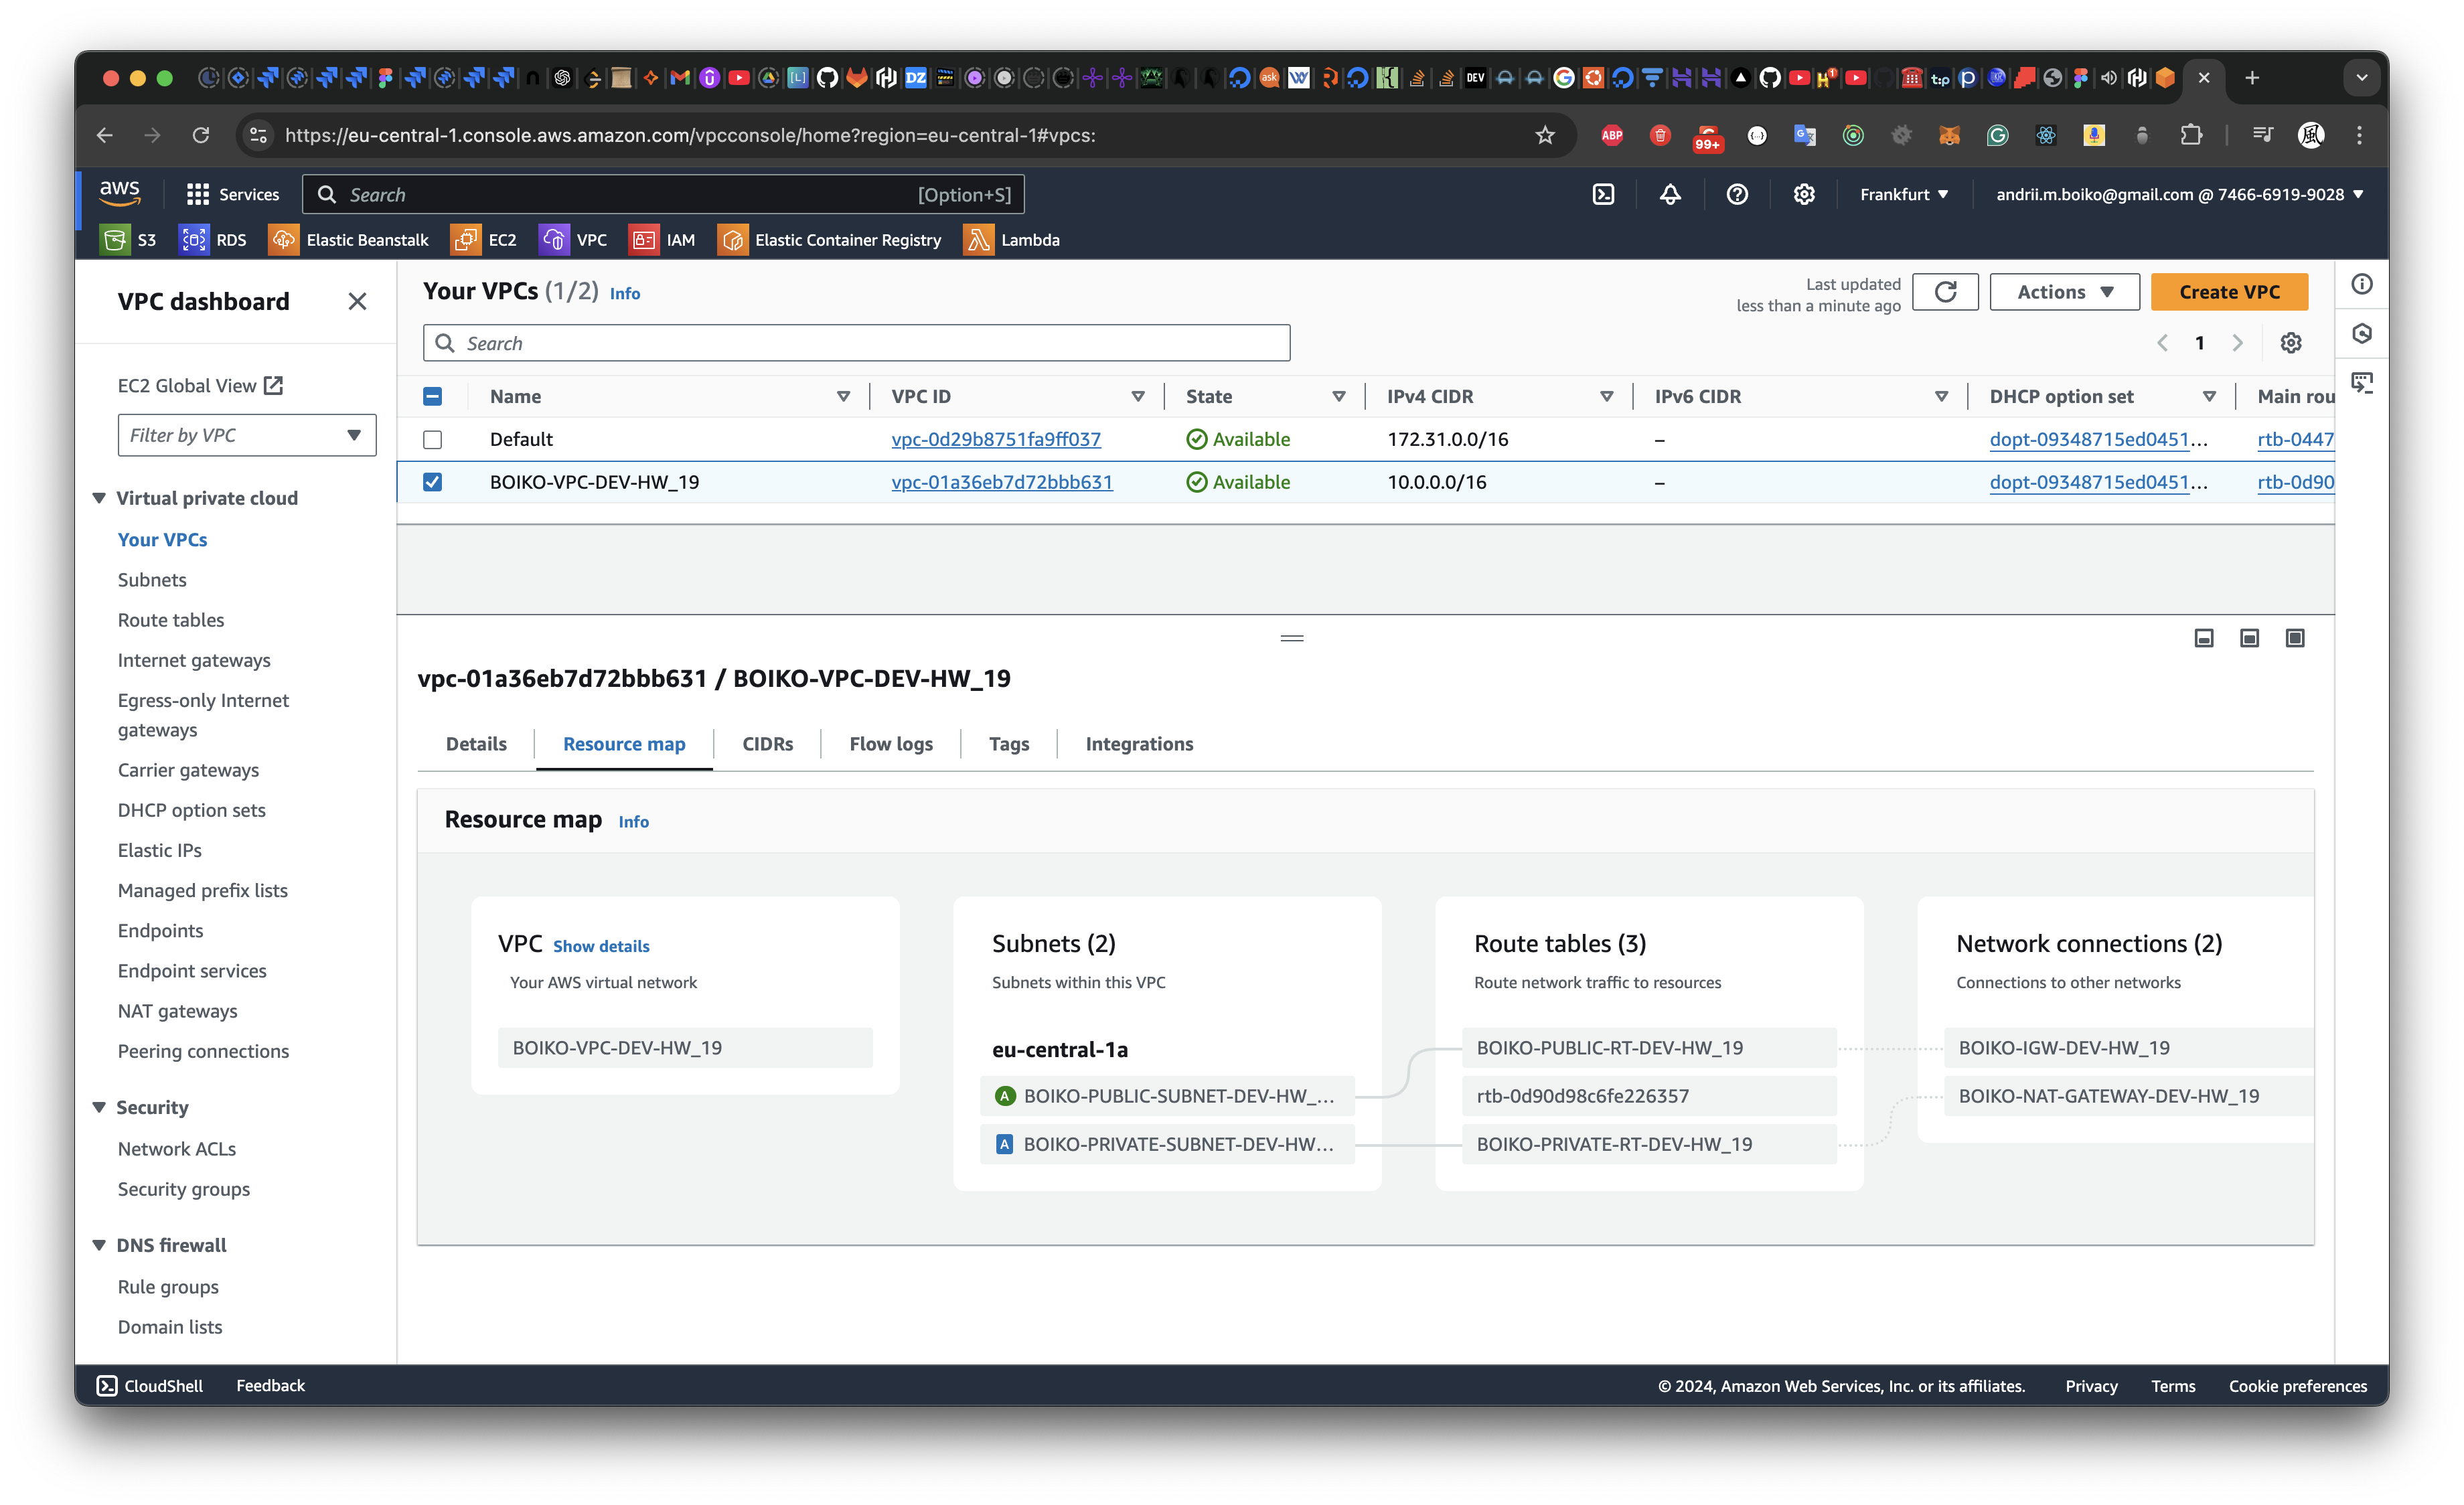 https://eu-central-1.console.aws.amazon.com/vpcconsole/home?region=eu-central-1#vpcs:
ABP
99+
aws
Services
Search
[Option+S]
Frankfurt
andrii.m.boiko@gmail.com @ 7466-6919-9028
S3
RDS
Elastic Beanstalk
EC2
VPC
IAM
Elastic Container Registry
Lambda
VPC dashboard
EC2 Global View
Filter by VPC
Virtual private cloud
Your VPCs
Subnets
Route tables
Internet gateways
Egress-only Internet
gateways
Carrier gateways
DHCP option sets
Elastic IPs
Managed prefix lists
Endpoints
Endpoint services
NAT gateways
Peering connections
Security
Network ACLs
Security groups
DNS firewall
Rule groups
Domain lists
Your VPCs (1/2) Info
Last updated
less than a minute ago
Actions
Create VPC
Search
1
Name VPC ID State IPv4 CIDR IPv6 CIDR DHCP option set Main rou
Default vpc-0d29b8751fa9ff037 Available 172.31.0.0/16 – dopt-09348715ed0451... rtb-0447
BOIKO-VPC-DEV-HW_19 vpc-01a36eb7d72bbb631 Available 10.0.0.0/16 – dopt-09348715ed0451... rtb-0d90
vpc-01a36eb7d72bbb631 / BOIKO-VPC-DEV-HW_19
Details
Resource map
CIDRs
Flow logs
Tags
Integrations
Resource map Info
VPC Show details
Your AWS virtual network
BOIKO-VPC-DEV-HW_19
Subnets (2)
Subnets within this VPC
eu-central-1a
A BOIKO-PUBLIC-SUBNET-DEV-HW_...
A BOIKO-PRIVATE-SUBNET-DEV-HW...
Route tables (3)
Route network traffic to resources
BOIKO-PUBLIC-RT-DEV-HW_19
rtb-0d90d98c6fe226357
BOIKO-PRIVATE-RT-DEV-HW_19
Network connections (2)
Connections to other networks
BOIKO-IGW-DEV-HW_19
BOIKO-NAT-GATEWAY-DEV-HW_19
CloudShell
Feedback
© 2024, Amazon Web Services, Inc. or its affiliates.
Privacy
Terms
Cookie preferences